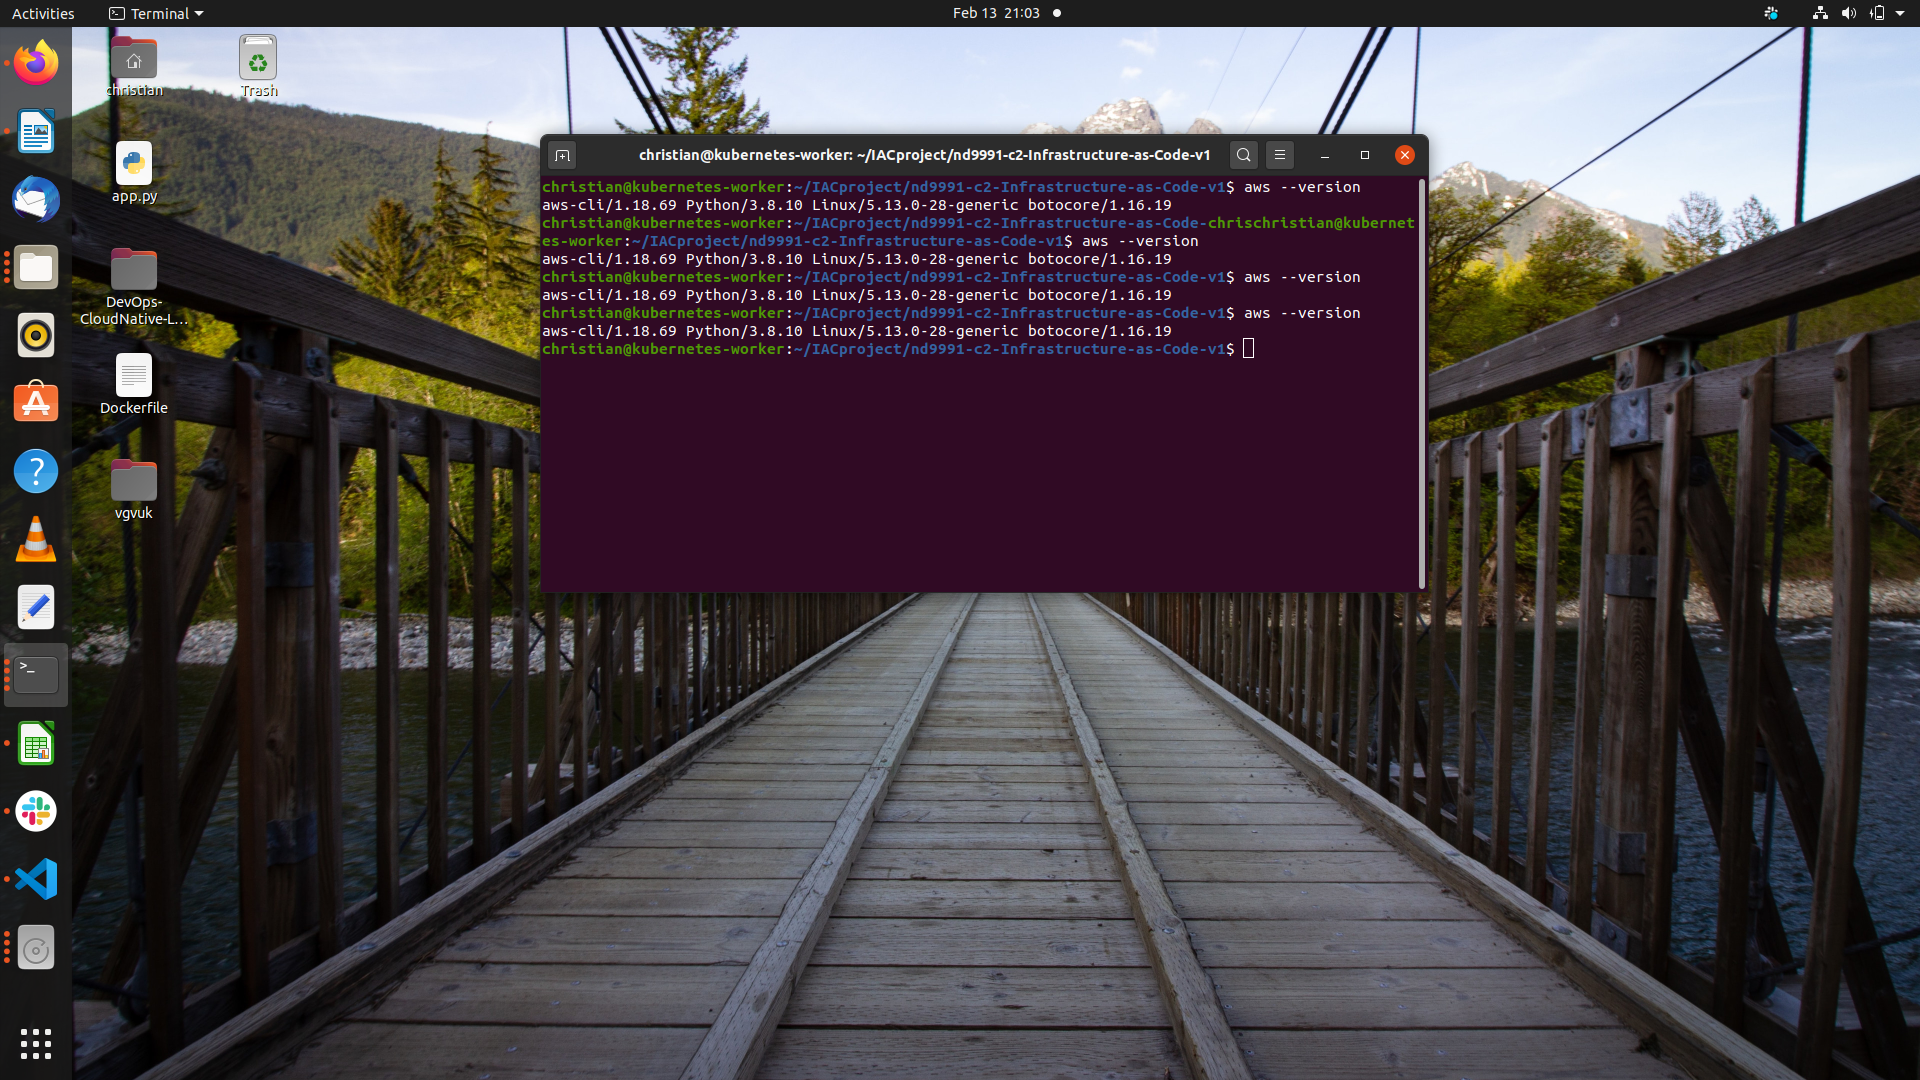 Activities
Terminal
Feb 13 21:03
christian
Trash
app.py
DevOps-
CloudNative-L...
Dockerfile
vgvuk
christian@kubernetes-worker: ~/IACproject/nd9991-c2-Infrastructure-as-Code-v1
christian@kubernetes-worker:~/IACproject/nd9991-c2-Infrastructure-as-Code-v1$ aws --version
aws-cli/1.18.69 Python/3.8.10 Linux/5.13.0-28-generic botocore/1.16.19
christian@kubernetes-worker:~/IACproject/nd9991-c2-Infrastructure-as-Code-chrischristian@kubernet
es-worker:~/IACproject/nd9991-c2-Infrastructure-as-Code-v1$ aws --version
aws-cli/1.18.69 Python/3.8.10 Linux/5.13.0-28-generic botocore/1.16.19
christian@kubernetes-worker:~/IACproject/nd9991-c2-Infrastructure-as-Code-v1$ aws --version
aws-cli/1.18.69 Python/3.8.10 Linux/5.13.0-28-generic botocore/1.16.19
christian@kubernetes-worker:~/IACproject/nd9991-c2-Infrastructure-as-Code-v1$ aws --version
aws-cli/1.18.69 Python/3.8.10 Linux/5.13.0-28-generic botocore/1.16.19
christian@kubernetes-worker:~/IACproject/nd9991-c2-Infrastructure-as-Code-v1$